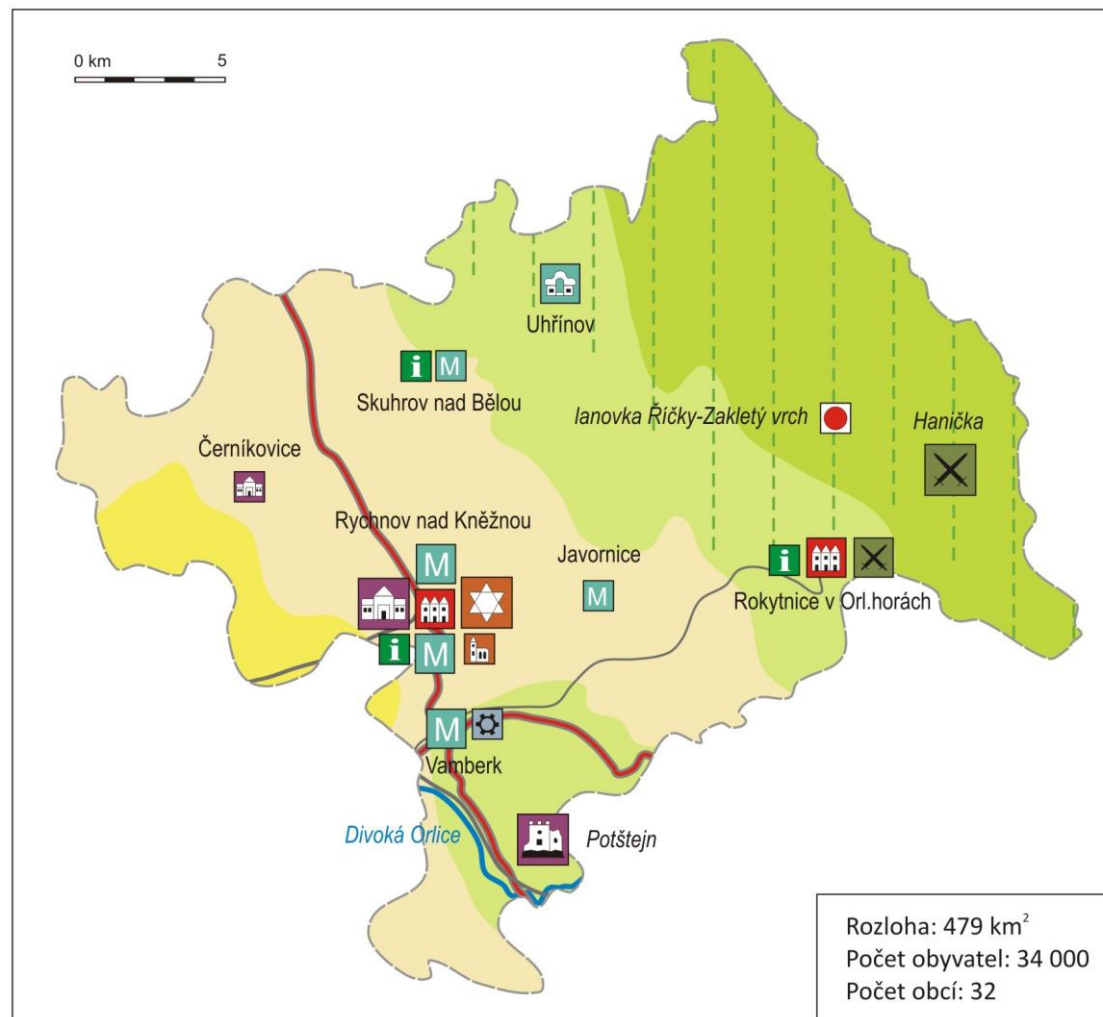 0 km 5
Uhřínov
Skuhrov nad Bělou
lanovka Říčky-Zakletý vrch
Hanička
Černíkovice
Rychnov nad Kněžnou
Javornice
Rokytnice v Orl.horách
M
M
M
M
M
i
i
i
Vamberk
Divoká Orlice
Potštejn
Rozloha: 479 km²
Počet obyvatel: 34 000
Počet obcí: 32